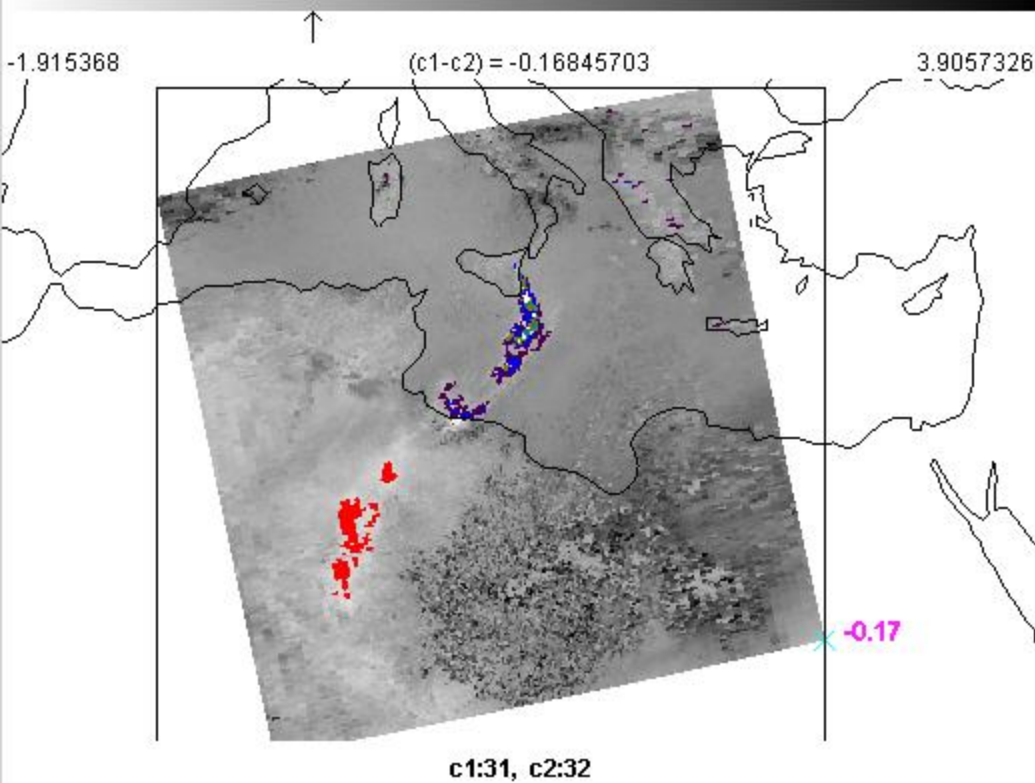 -1.915368 (c1-c2) = -0.16845703 3.9057326
-0.17
c1:31, c2:32